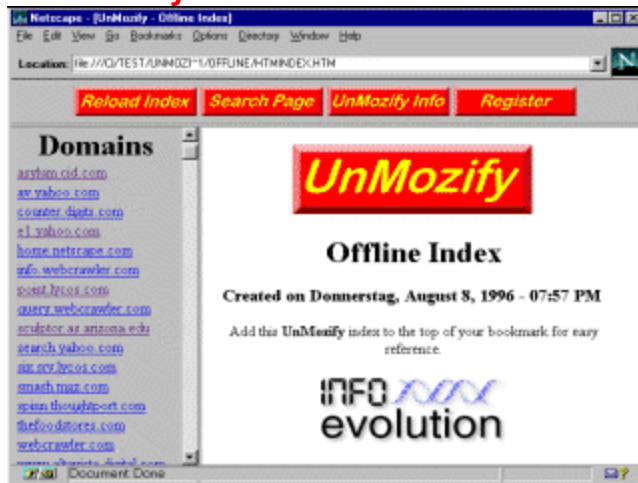 Netscape - [UnMozify - Offline Index]
File Edit View Go Bookmarks Options Directory Window Help
Location: file:///C|/TEST/UNMOZI~1/OFFLINE/HTMINDEX.HTM
N
Reload Index Search Page UnMozify Info Register
Domains
asylum.cid.com
av.yahoo.com
counter.digits.com
e1.yahoo.com
home.netscape.com
info.webcrawler.com
point.lycos.com
query.webcrawler.com
sculptor.as.arizona.edu
search.yahoo.com
smash.maz.com
spian.thoughtport.com
thefoodstores.com
webcrawler.com
www.altavista.digital.com
UnMozify
Offline Index
Created on Donnerstag, August 8, 1996 - 07:57 PM
Add this UnMozify index to the top of your bookmark for easy
reference.
INFO
evolution
Document: Done